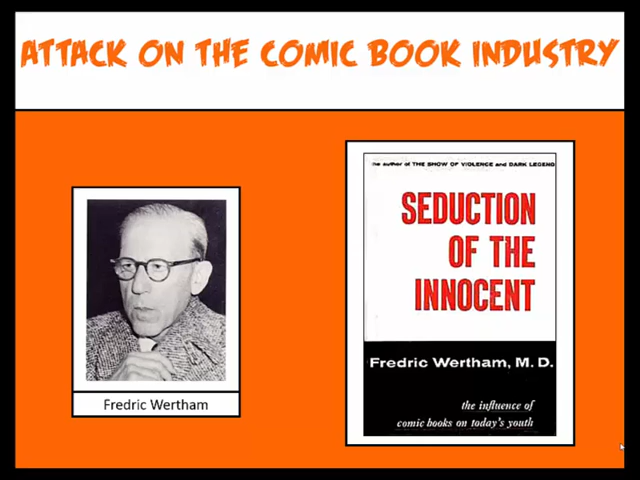 ATTACK ON THE COMIC BOOK INDUSTRY
the author of THE SHOW OF VIOLENCE and DARK LEGEND
SEDUCTION
OF THE
INNOCENT
Fredric Wertham, M.D.
the influence of
comic books on today's youth
Fredric Wertham